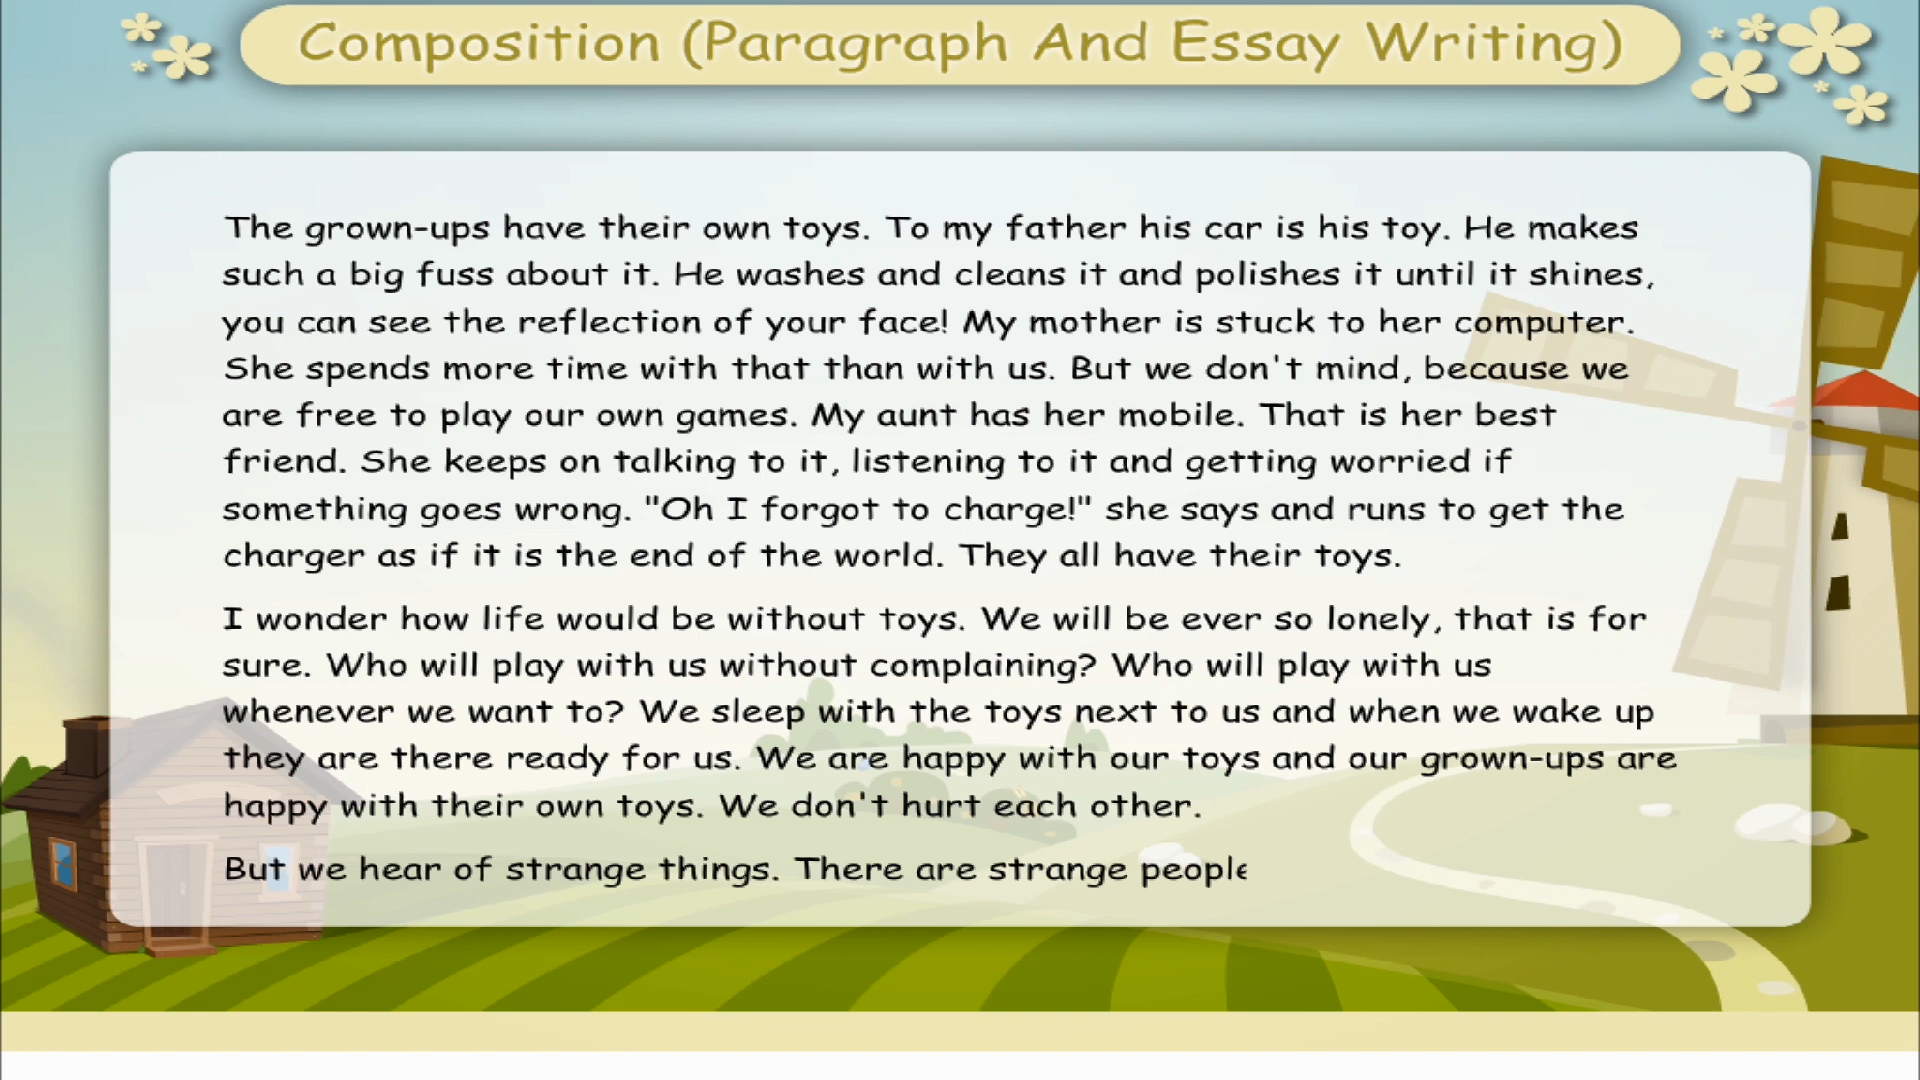 Composition (Paragraph And Essay Writing)
The grown-ups have their own toys. To my father his car is his toy. He makes
such a big fuss about it. He washes and cleans it and polishes it until it shines,
you can see the reflection of your face! My mother is stuck to her computer.
She spends more time with that than with us. But we don't mind, because we
are free to play our own games. My aunt has her mobile. That is her best
friend. She keeps on talking to it, listening to it and getting worried if
something goes wrong. "Oh I forgot to charge!" she says and runs to get the
charger as if it is the end of the world. They all have their toys.
I wonder how life would be without toys. We will be ever so lonely, that is for
sure. Who will play with us without complaining? Who will play with us
whenever we want to? We sleep with the toys next to us and when we wake up
they are there ready for us. We are happy with our toys and our grown-ups are
happy with their own toys. We don't hurt each other.
But we hear of strange things. There are strange people